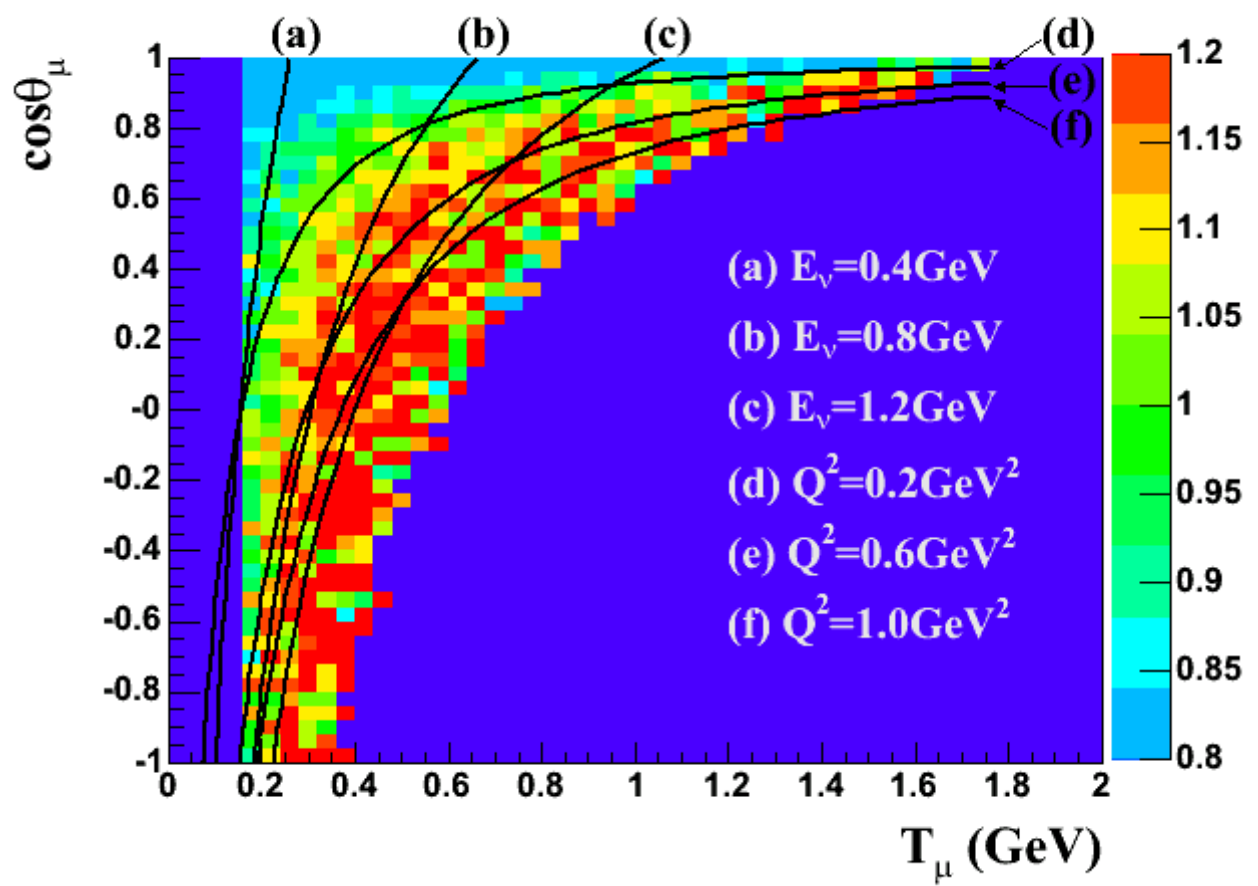 (a) (b) (c) (d)
(e)
(f)
cosθμ
1
0.8
0.6
0.4
0.2
-0
-0.2
-0.4
-0.6
-0.8
-1
(a) Eν=0.4GeV
(b) Eν=0.8GeV
(c) Eν=1.2GeV
(d) Q²=0.2GeV²
(e) Q²=0.6GeV²
(f) Q²=1.0GeV²
1.2
1.15
1.1
1.05
1
0.95
0.9
0.85
0.8
0 0.2 0.4 0.6 0.8 1 1.2 1.4 1.6 1.8 2
Tμ (GeV)